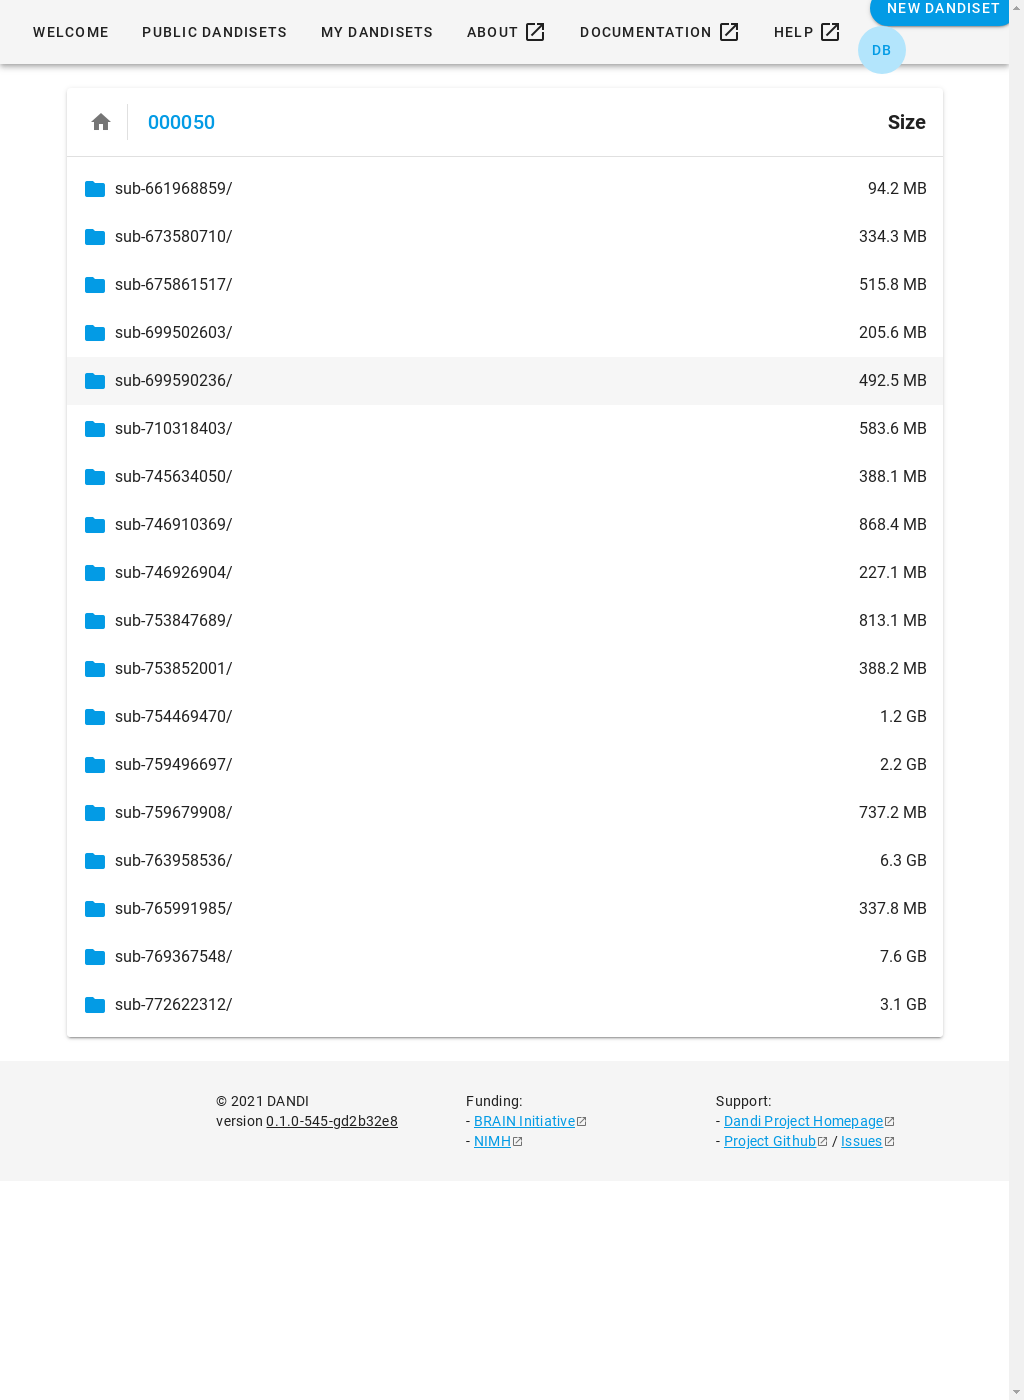 NEW DANDISET
WELCOME PUBLIC DANDISETS MY DANDISETS ABOUT DOCUMENTATION HELP
DB
000050 Size
sub-661968859/ 94.2 MB
sub-673580710/ 334.3 MB
sub-675861517/ 515.8 MB
sub-699502603/ 205.6 MB
sub-699590236/ 492.5 MB
sub-710318403/ 583.6 MB
sub-745634050/ 388.1 MB
sub-746910369/ 868.4 MB
sub-746926904/ 227.1 MB
sub-753847689/ 813.1 MB
sub-753852001/ 388.2 MB
sub-754469470/ 1.2 GB
sub-759496697/ 2.2 GB
sub-759679908/ 737.2 MB
sub-763958536/ 6.3 GB
sub-765991985/ 337.8 MB
sub-769367548/ 7.6 GB
sub-772622312/ 3.1 GB
© 2021 DANDI
version 0.1.0-545-gd2b32e8
Funding:
- BRAIN Initiative
- NIMH
Support:
- Dandi Project Homepage
- Project Github / Issues